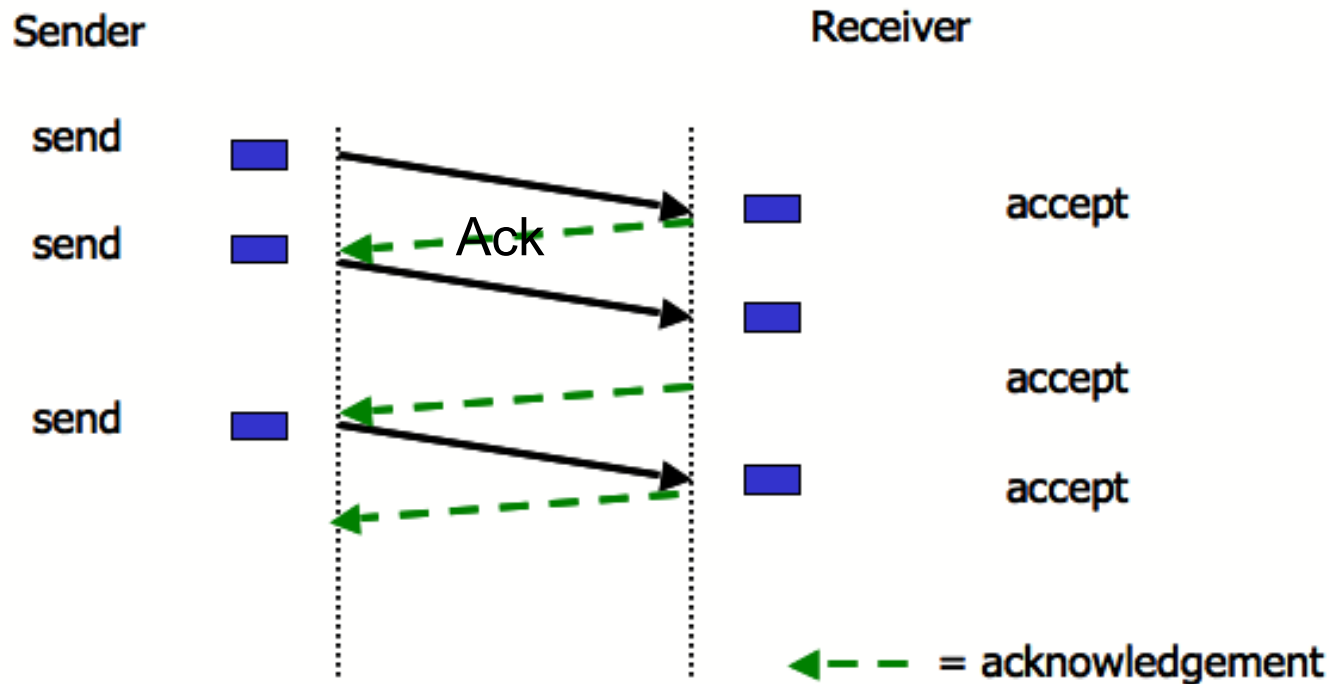 Sender
Receiver
send
accept
Ack
send
accept
send
accept
= acknowledgement